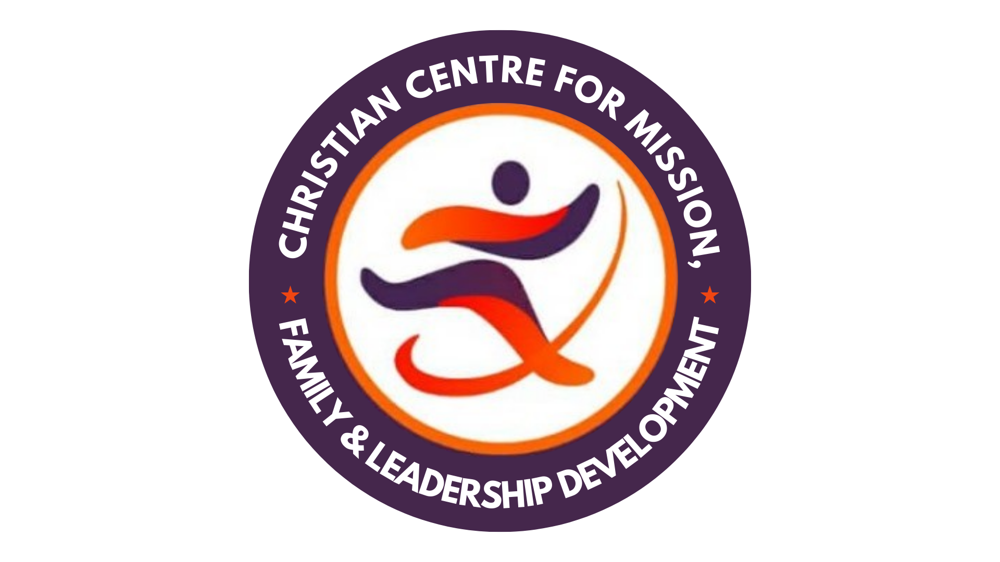 CHRISTIAN CENTRE FOR MISSION,
FAMILY & LEADERSHIP DEVELOPMENT